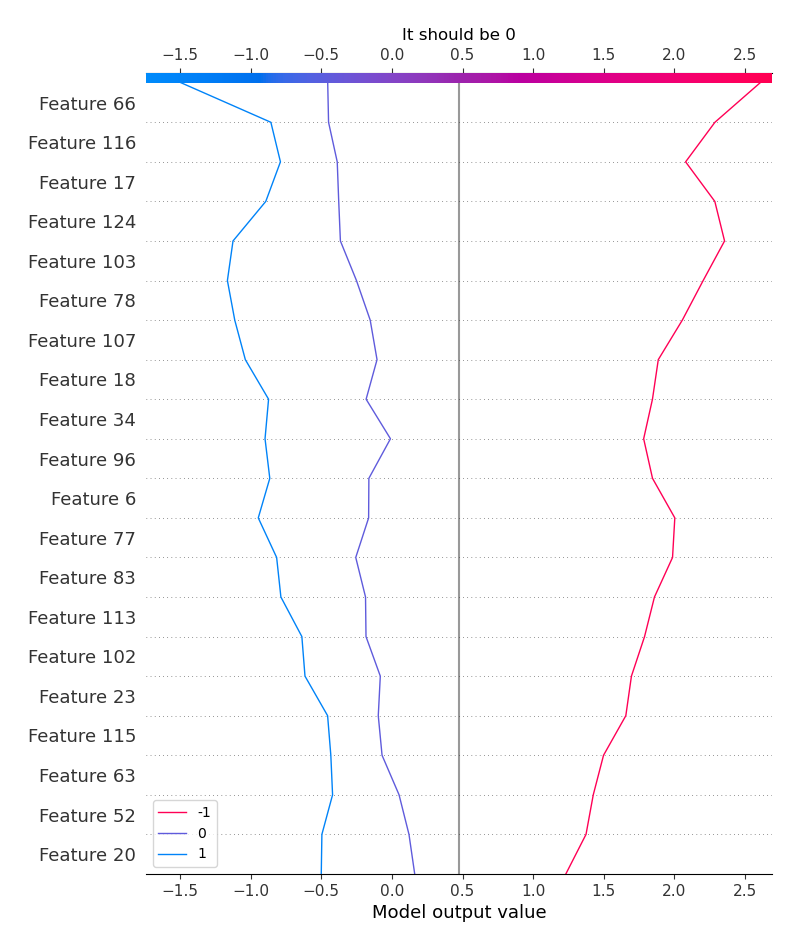 It should be 0
−1.5 −1.0 −0.5 0.0 0.5 1.0 1.5 2.0 2.5
Feature 66
Feature 116
Feature 17
Feature 124
Feature 103
Feature 78
Feature 107
Feature 18
Feature 34
Feature 96
Feature 6
Feature 77
Feature 83
Feature 113
Feature 102
Feature 23
Feature 115
Feature 63
Feature 52
Feature 20
-1
0
1
−1.5 −1.0 −0.5 0.0 0.5 1.0 1.5 2.0 2.5
Model output value